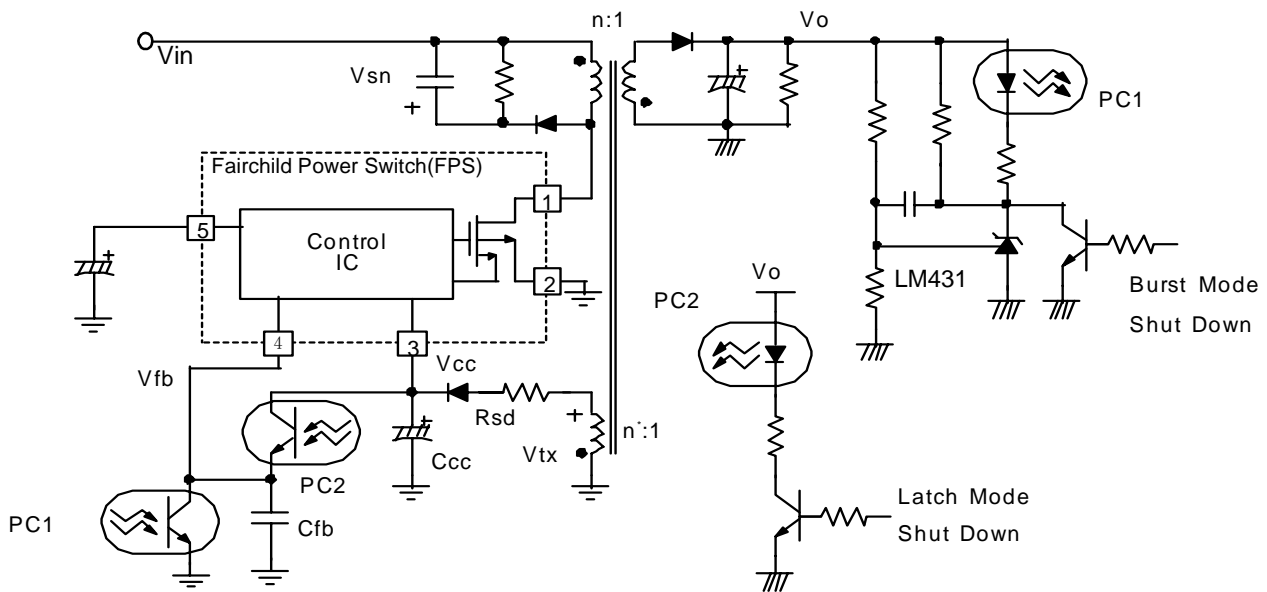 n:1
Vo
Vin
Vsn
+
+
PC1
Fairchild Power Switch(FPS)
1
5
Control
IC
+
2
LM431
Burst Mode
Shut Down
Vo
PC2
4
3
Vfb
Vcc
Rsd
+
+
n':1
Vtx
Ccc
PC2
PC1
Cfb
Latch Mode
Shut Down